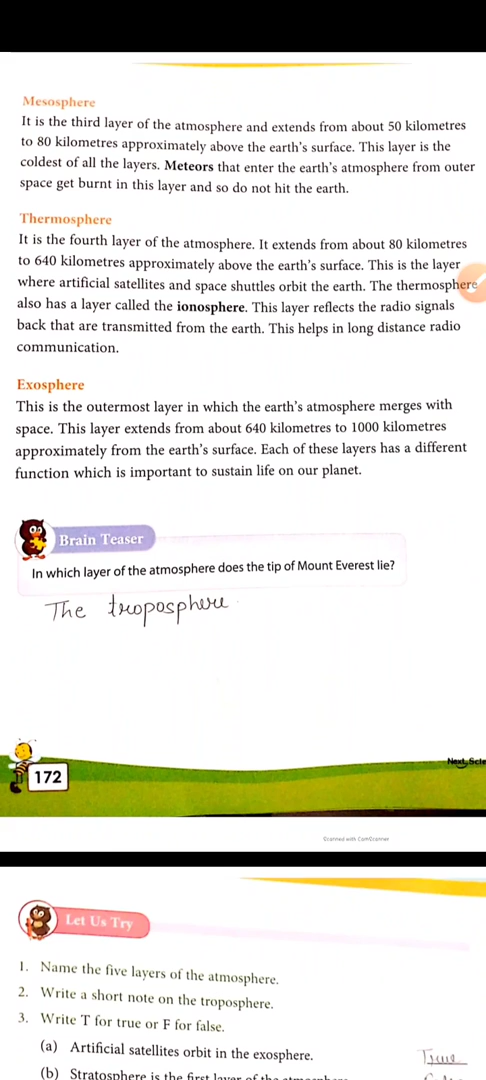 Mesosphere
It is the third layer of the atmosphere and extends from about 50 kilometres
to 80 kilometres approximately above the earth's surface. This layer is the
coldest of all the layers. Meteors that enter the earth's atmosphere from outer
space get burnt in this layer and so do not hit the earth.
Thermosphere
It is the fourth layer of the atmosphere. It extends from about 80 kilometres
to 640 kilometres approximately above the earth's surface. This is the layer
where artificial satellites and space shuttles orbit the earth. The thermosphere
also has a layer called the ionosphere. This layer reflects the radio signals
back that are transmitted from the earth. This helps in long distance radio
communication.
Exosphere
This is the outermost layer in which the earth's atmosphere merges with
space. This layer extends from about 640 kilometres to 1000 kilometres
approximately from the earth's surface. Each of these layers has a different
function which is important to sustain life on our planet.
Brain Teaser
In which layer of the atmosphere does the tip of Mount Everest lie?
The troposphere
Next Scie
172
Scanned with CamScanner
Let Us Try
1. Name the five layers of the atmosphere.
2. Write a short note on the troposphere.
3. Write T for true or F for false.
(a) Artificial satellites orbit in the exosphere. True
(b) Stratosphere is the first layer of the